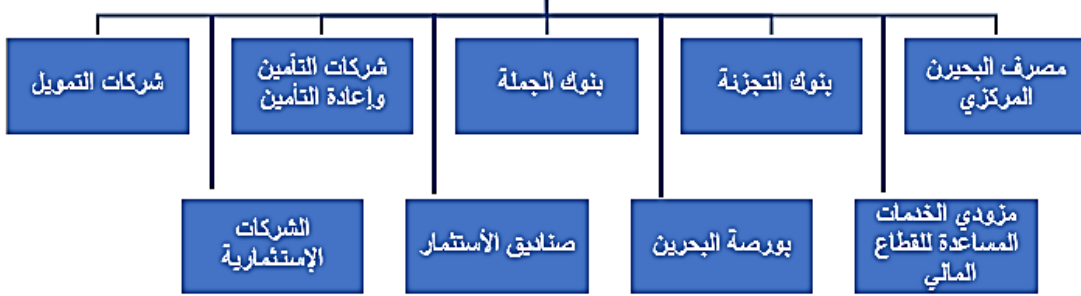 مصرف البحيرن
المركزي
بنوك التجزئة
بنوك الجملة
شركات التأمين
وإعادة التأمين
شركات التمويل
مزودي الخدمات
المساعدة للقطاع
المالي
بورصة البحرين
صناديق الأستثمار
الشركات
الإستثمارية